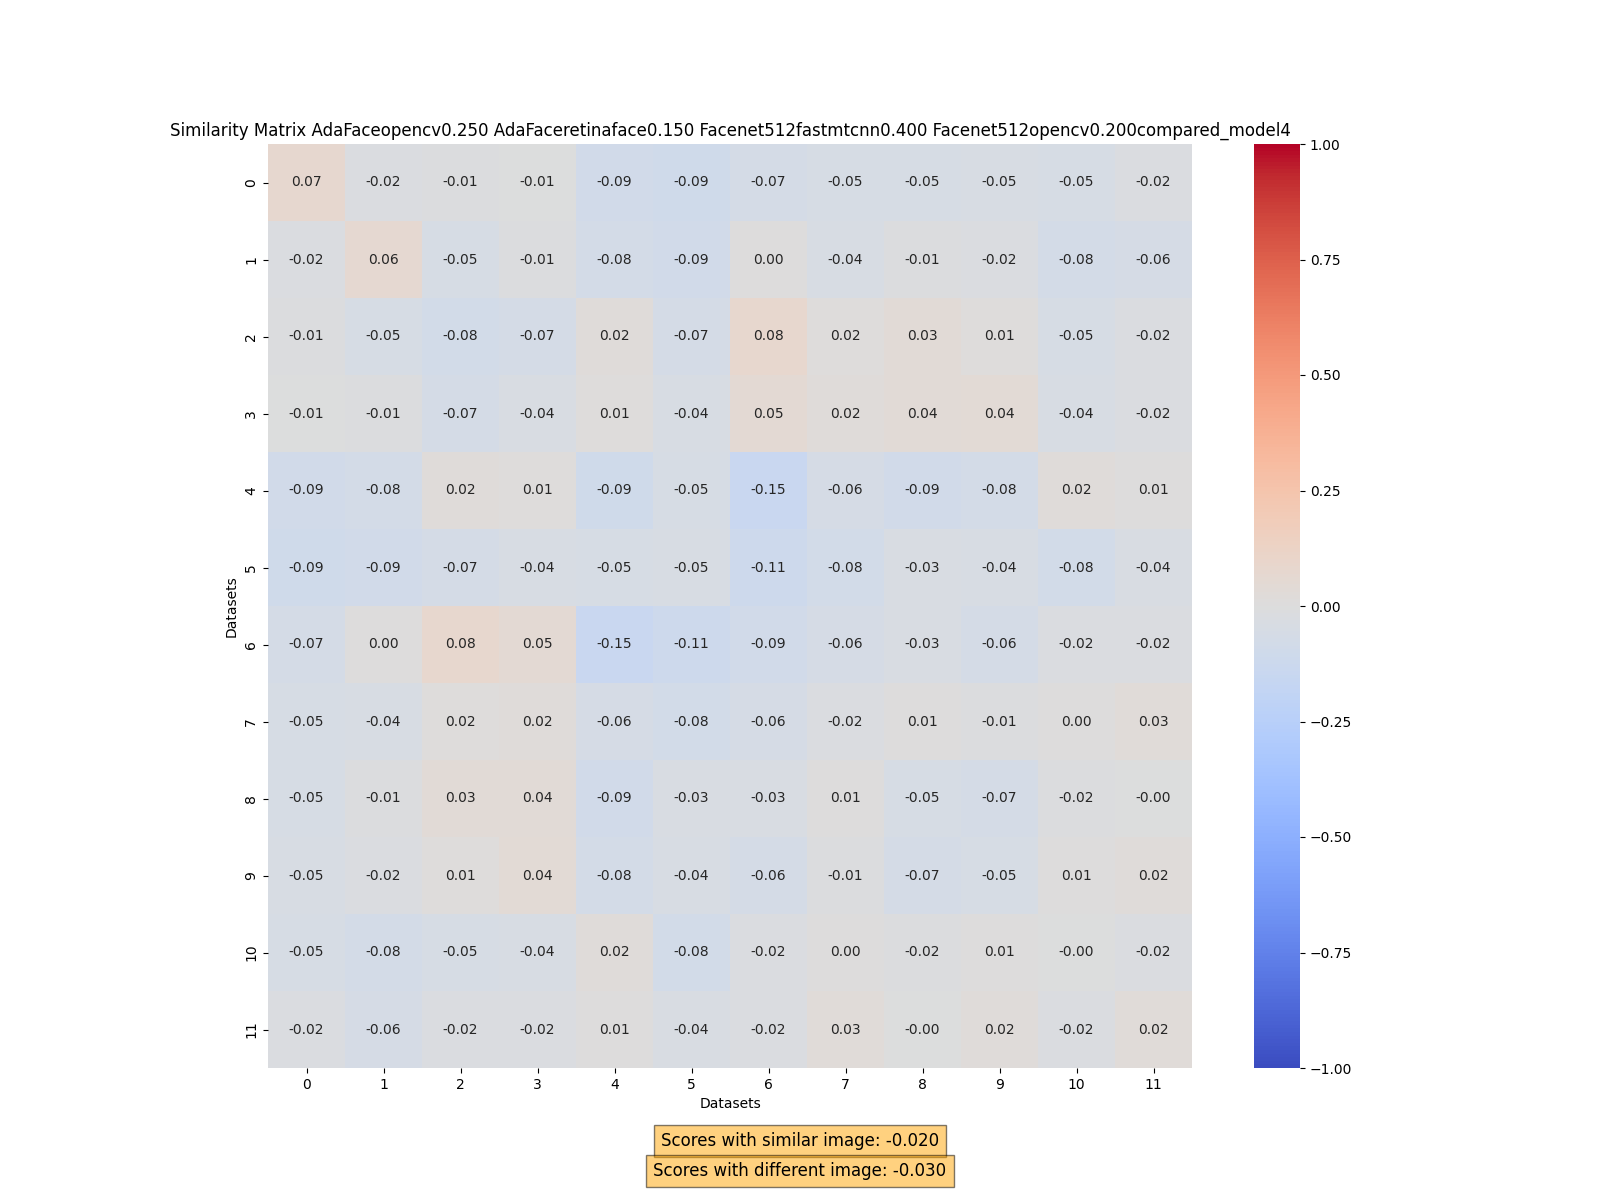 Similarity Matrix AdaFaceopencv0.250 AdaFaceretinaface0.150 Facenet512fastmtcnn0.400 Facenet512opencv0.200compared_model4
0 0.07 -0.02 -0.01 -0.01 -0.09 -0.09 -0.07 -0.05 -0.05 -0.05 -0.05 -0.02
1 -0.02 0.06 -0.05 -0.01 -0.08 -0.09 0.00 -0.04 -0.01 -0.02 -0.08 -0.06
2 -0.01 -0.05 -0.08 -0.07 0.02 -0.07 0.08 0.02 0.03 0.01 -0.05 -0.02
3 -0.01 -0.01 -0.07 -0.04 0.01 -0.04 0.05 0.02 0.04 0.04 -0.04 -0.02
4 -0.09 -0.08 0.02 0.01 -0.09 -0.05 -0.15 -0.06 -0.09 -0.08 0.02 0.01
5 -0.09 -0.09 -0.07 -0.04 -0.05 -0.05 -0.11 -0.08 -0.03 -0.04 -0.08 -0.04
6 -0.07 0.00 0.08 0.05 -0.15 -0.11 -0.09 -0.06 -0.03 -0.06 -0.02 -0.02
7 -0.05 -0.04 0.02 0.02 -0.06 -0.08 -0.06 -0.02 0.01 -0.01 0.00 0.03
8 -0.05 -0.01 0.03 0.04 -0.09 -0.03 -0.03 0.01 -0.05 -0.07 -0.02 -0.00
9 -0.05 -0.02 0.01 0.04 -0.08 -0.04 -0.06 -0.01 -0.07 -0.05 0.01 0.02
10 -0.05 -0.08 -0.05 -0.04 0.02 -0.08 -0.02 0.00 -0.02 0.01 -0.00 -0.02
11 -0.02 -0.06 -0.02 -0.02 0.01 -0.04 -0.02 0.03 -0.00 0.02 -0.02 0.02
Datasets
0 1 2 3 4 5 6 7 8 9 10 11
Datasets
1.00
0.75
0.50
0.25
0.00
−0.25
−0.50
−0.75
−1.00
Scores with similar image: -0.020
Scores with different image: -0.030